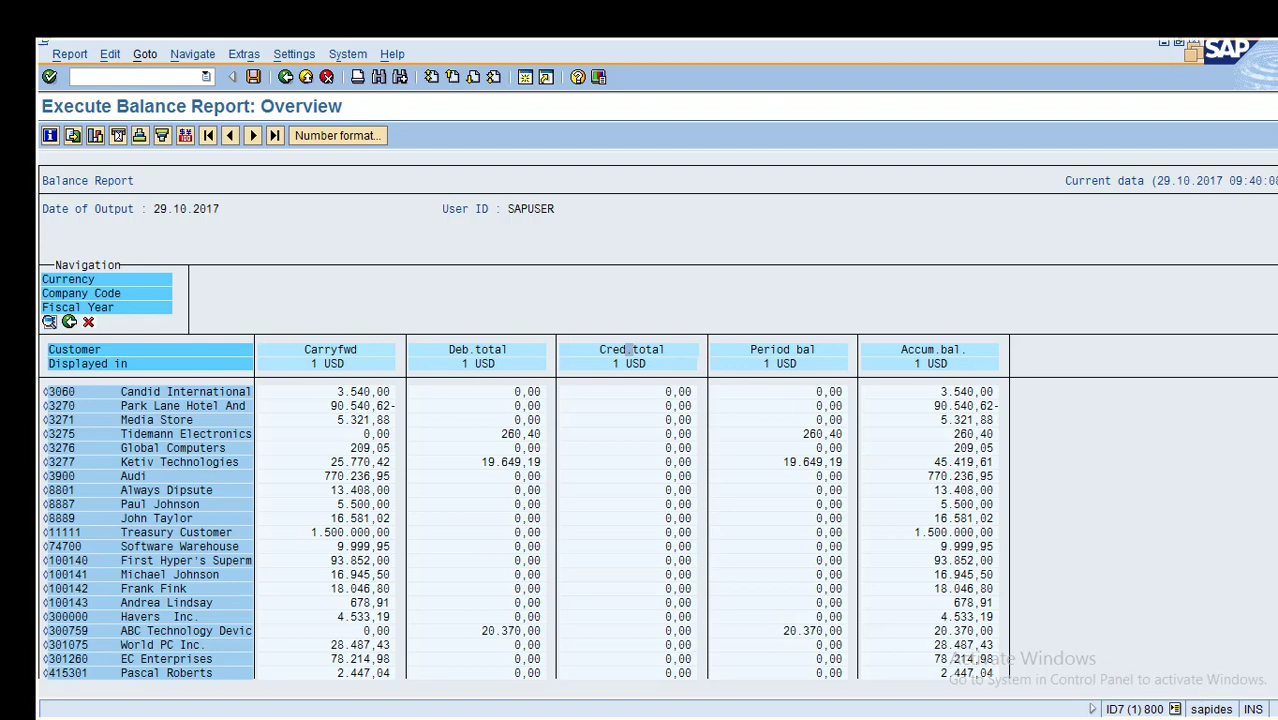 Report Edit Goto Navigate Extras Settings System Help
SAP
Execute Balance Report: Overview
Number format...
Balance Report Current data (29.10.2017 09:40:08
Date of Output : 29.10.2017 User ID : SAPUSER
Navigation
Currency
Company Code
Fiscal Year
Customer Carryfwd Deb.total Cred.total Period bal Accum.bal.
Displayed in 1 USD 1 USD 1 USD 1 USD 1 USD
3060 Candid International 3.540,00 0,00 0,00 0,00 3.540,00
3270 Park Lane Hotel And 90.540,62- 0,00 0,00 0,00 90.540,62-
3271 Media Store 5.321,88 0,00 0,00 0,00 5.321,88
3275 Tidemann Electronics 0,00 260,40 0,00 260,40 260,40
3276 Global Computers 209,05 0,00 0,00 0,00 209,05
3277 Ketiv Technologies 25.770,42 19.649,19 0,00 19.649,19 45.419,61
3900 Audi 770.236,95 0,00 0,00 0,00 770.236,95
8801 Always Dipsute 13.408,00 0,00 0,00 0,00 13.408,00
8887 Paul Johnson 5.500,00 0,00 0,00 0,00 5.500,00
8889 John Taylor 16.581,02 0,00 0,00 0,00 16.581,02
11111 Treasury Customer 1.500.000,00 0,00 0,00 0,00 1.500.000,00
74700 Software Warehouse 9.999,95 0,00 0,00 0,00 9.999,95
100140 First Hyper's Superm 93.852,00 0,00 0,00 0,00 93.852,00
100141 Michael Johnson 16.945,50 0,00 0,00 0,00 16.945,50
100142 Frank Fink 18.046,80 0,00 0,00 0,00 18.046,80
100143 Andrea Lindsay 678,91 0,00 0,00 0,00 678,91
300000 Havers Inc. 4.533,19 0,00 0,00 0,00 4.533,19
300759 ABC Technology Devic 0,00 20.370,00 0,00 20.370,00 20.370,00
301075 World PC Inc. 28.487,43 0,00 0,00 0,00 28.487,43
301260 EC Enterprises 78.214,98 0,00 0,00 0,00 78.214,98
415301 Pascal Roberts 2.447,04 0,00 0,00 0,00 2.447,04
Activate Windows
Go to System in Control Panel to activate Windows.
ID7 (1) 800 sapides INS